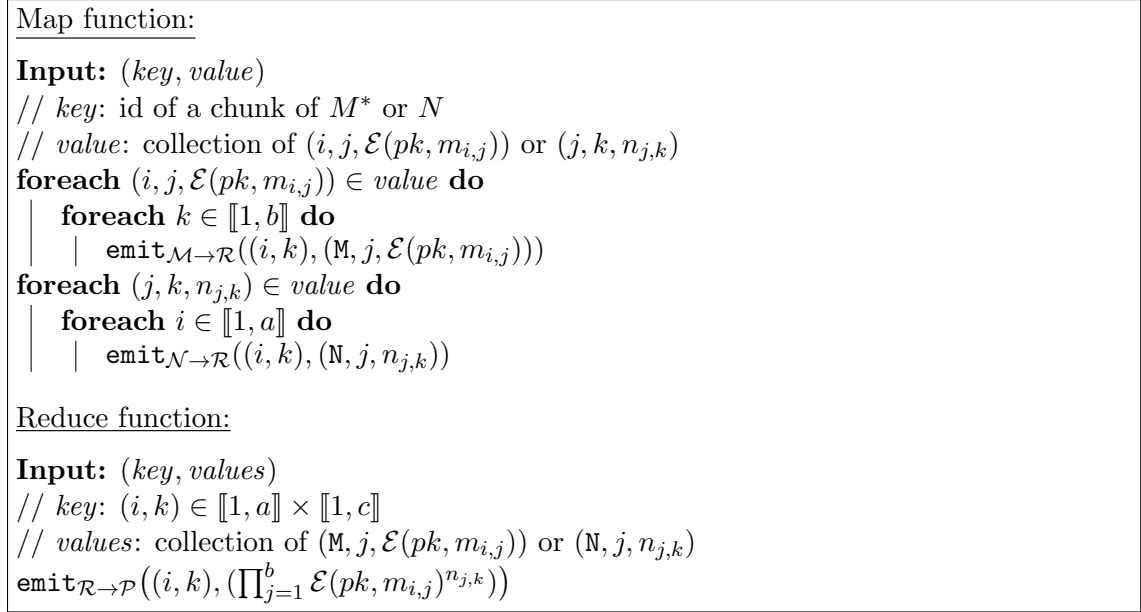 Map function:
Input: (key, value)
// key: id of a chunk of M* or N
// value: collection of (i, j, ℰ(pk, m_{i,j})) or (j, k, n_{j,k})
foreach (i, j, ℰ(pk, m_{i,j})) ∈ value do
foreach k ∈ ⟦1, b⟧ do
emit_{ℳ→ℛ}((i, k), (M, j, ℰ(pk, m_{i,j})))
foreach (j, k, n_{j,k}) ∈ value do
foreach i ∈ ⟦1, a⟧ do
emit_{𝒩→ℛ}((i, k), (N, j, n_{j,k}))
Reduce function:
Input: (key, values)
// key: (i, k) ∈ ⟦1, a⟧ × ⟦1, c⟧
// values: collection of (M, j, ℰ(pk, m_{i,j})) or (N, j, n_{j,k})
emit_{ℛ→𝒫}((i, k), (∏_{j=1}^{b} ℰ(pk, m_{i,j})^{n_{j,k}}))